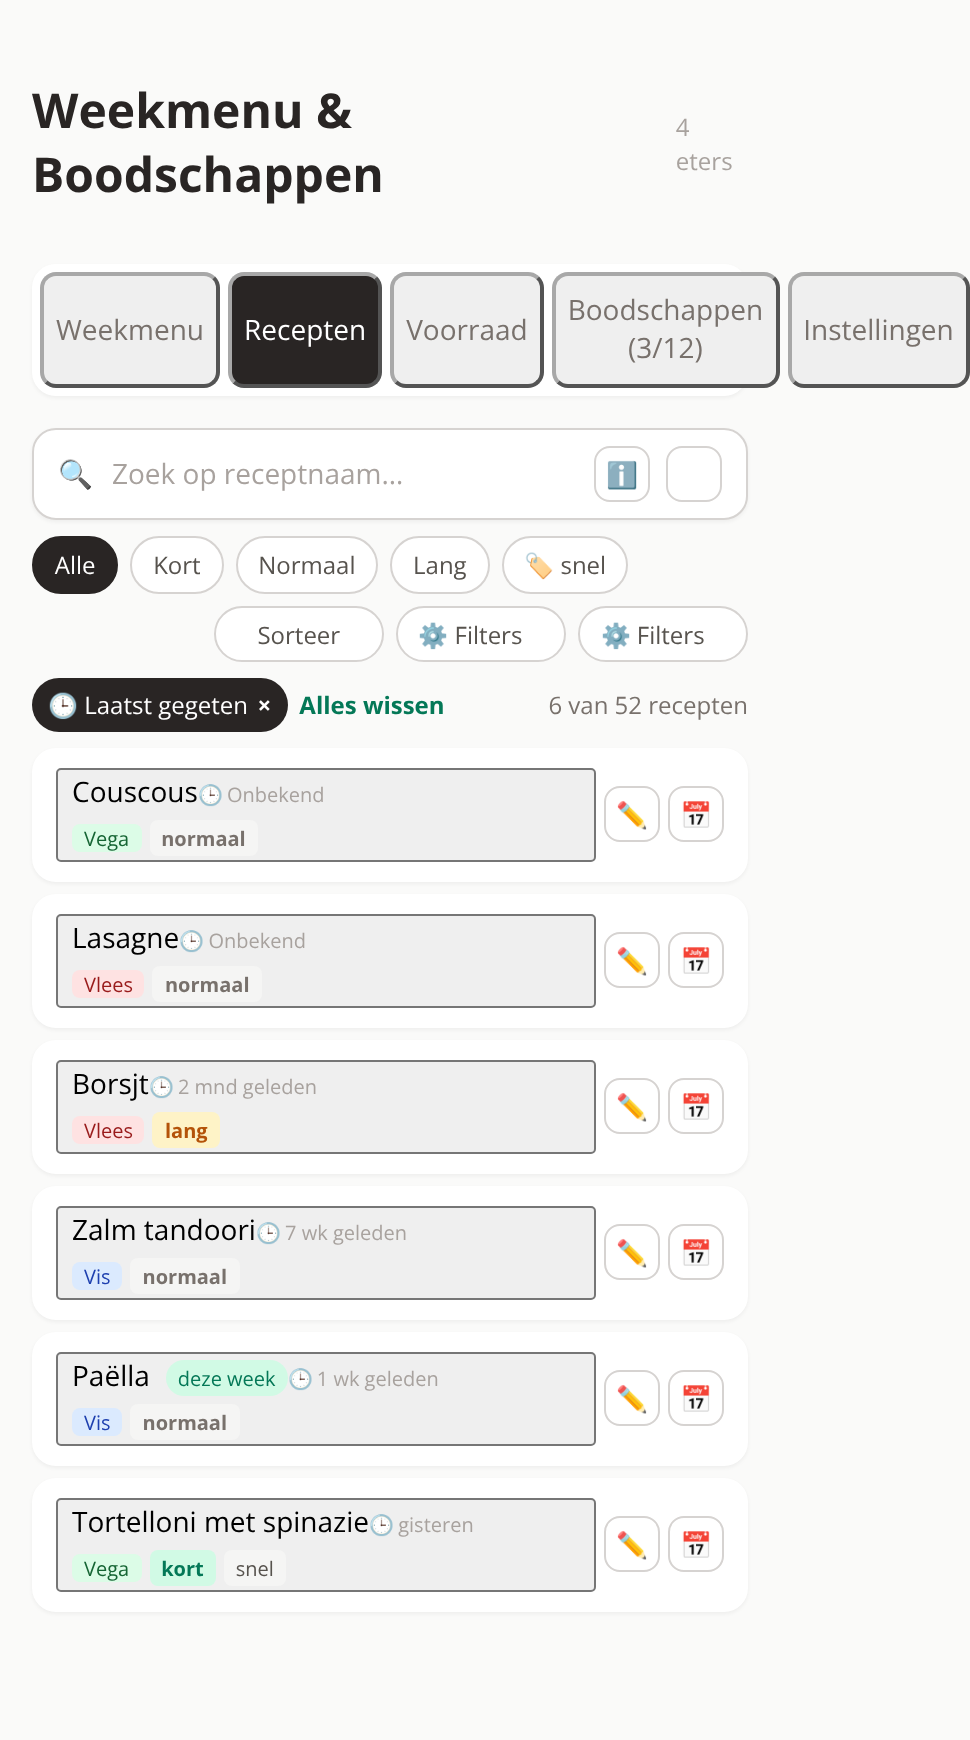 Weekmenu &
Boodschappen
4
eters
Weekmenu
Recepten
Voorraad
Boodschappen
(3/12)
Instellingen
🔍 Zoek op receptnaam... ℹ️
Alle Kort Normaal Lang 🏷️ snel
Sorteer ⚙️ Filters ⚙️ Filters
🕒 Laatst gegeten × Alles wissen 6 van 52 recepten
Couscous 🕒 Onbekend
Vega normaal
Lasagne 🕒 Onbekend
Vlees normaal
Borsjt 🕒 2 mnd geleden
Vlees lang
Zalm tandoori 🕒 7 wk geleden
Vis normaal
Paëlla deze week 🕒 1 wk geleden
Vis normaal
Tortelloni met spinazie 🕒 gisteren
Vega kort snel